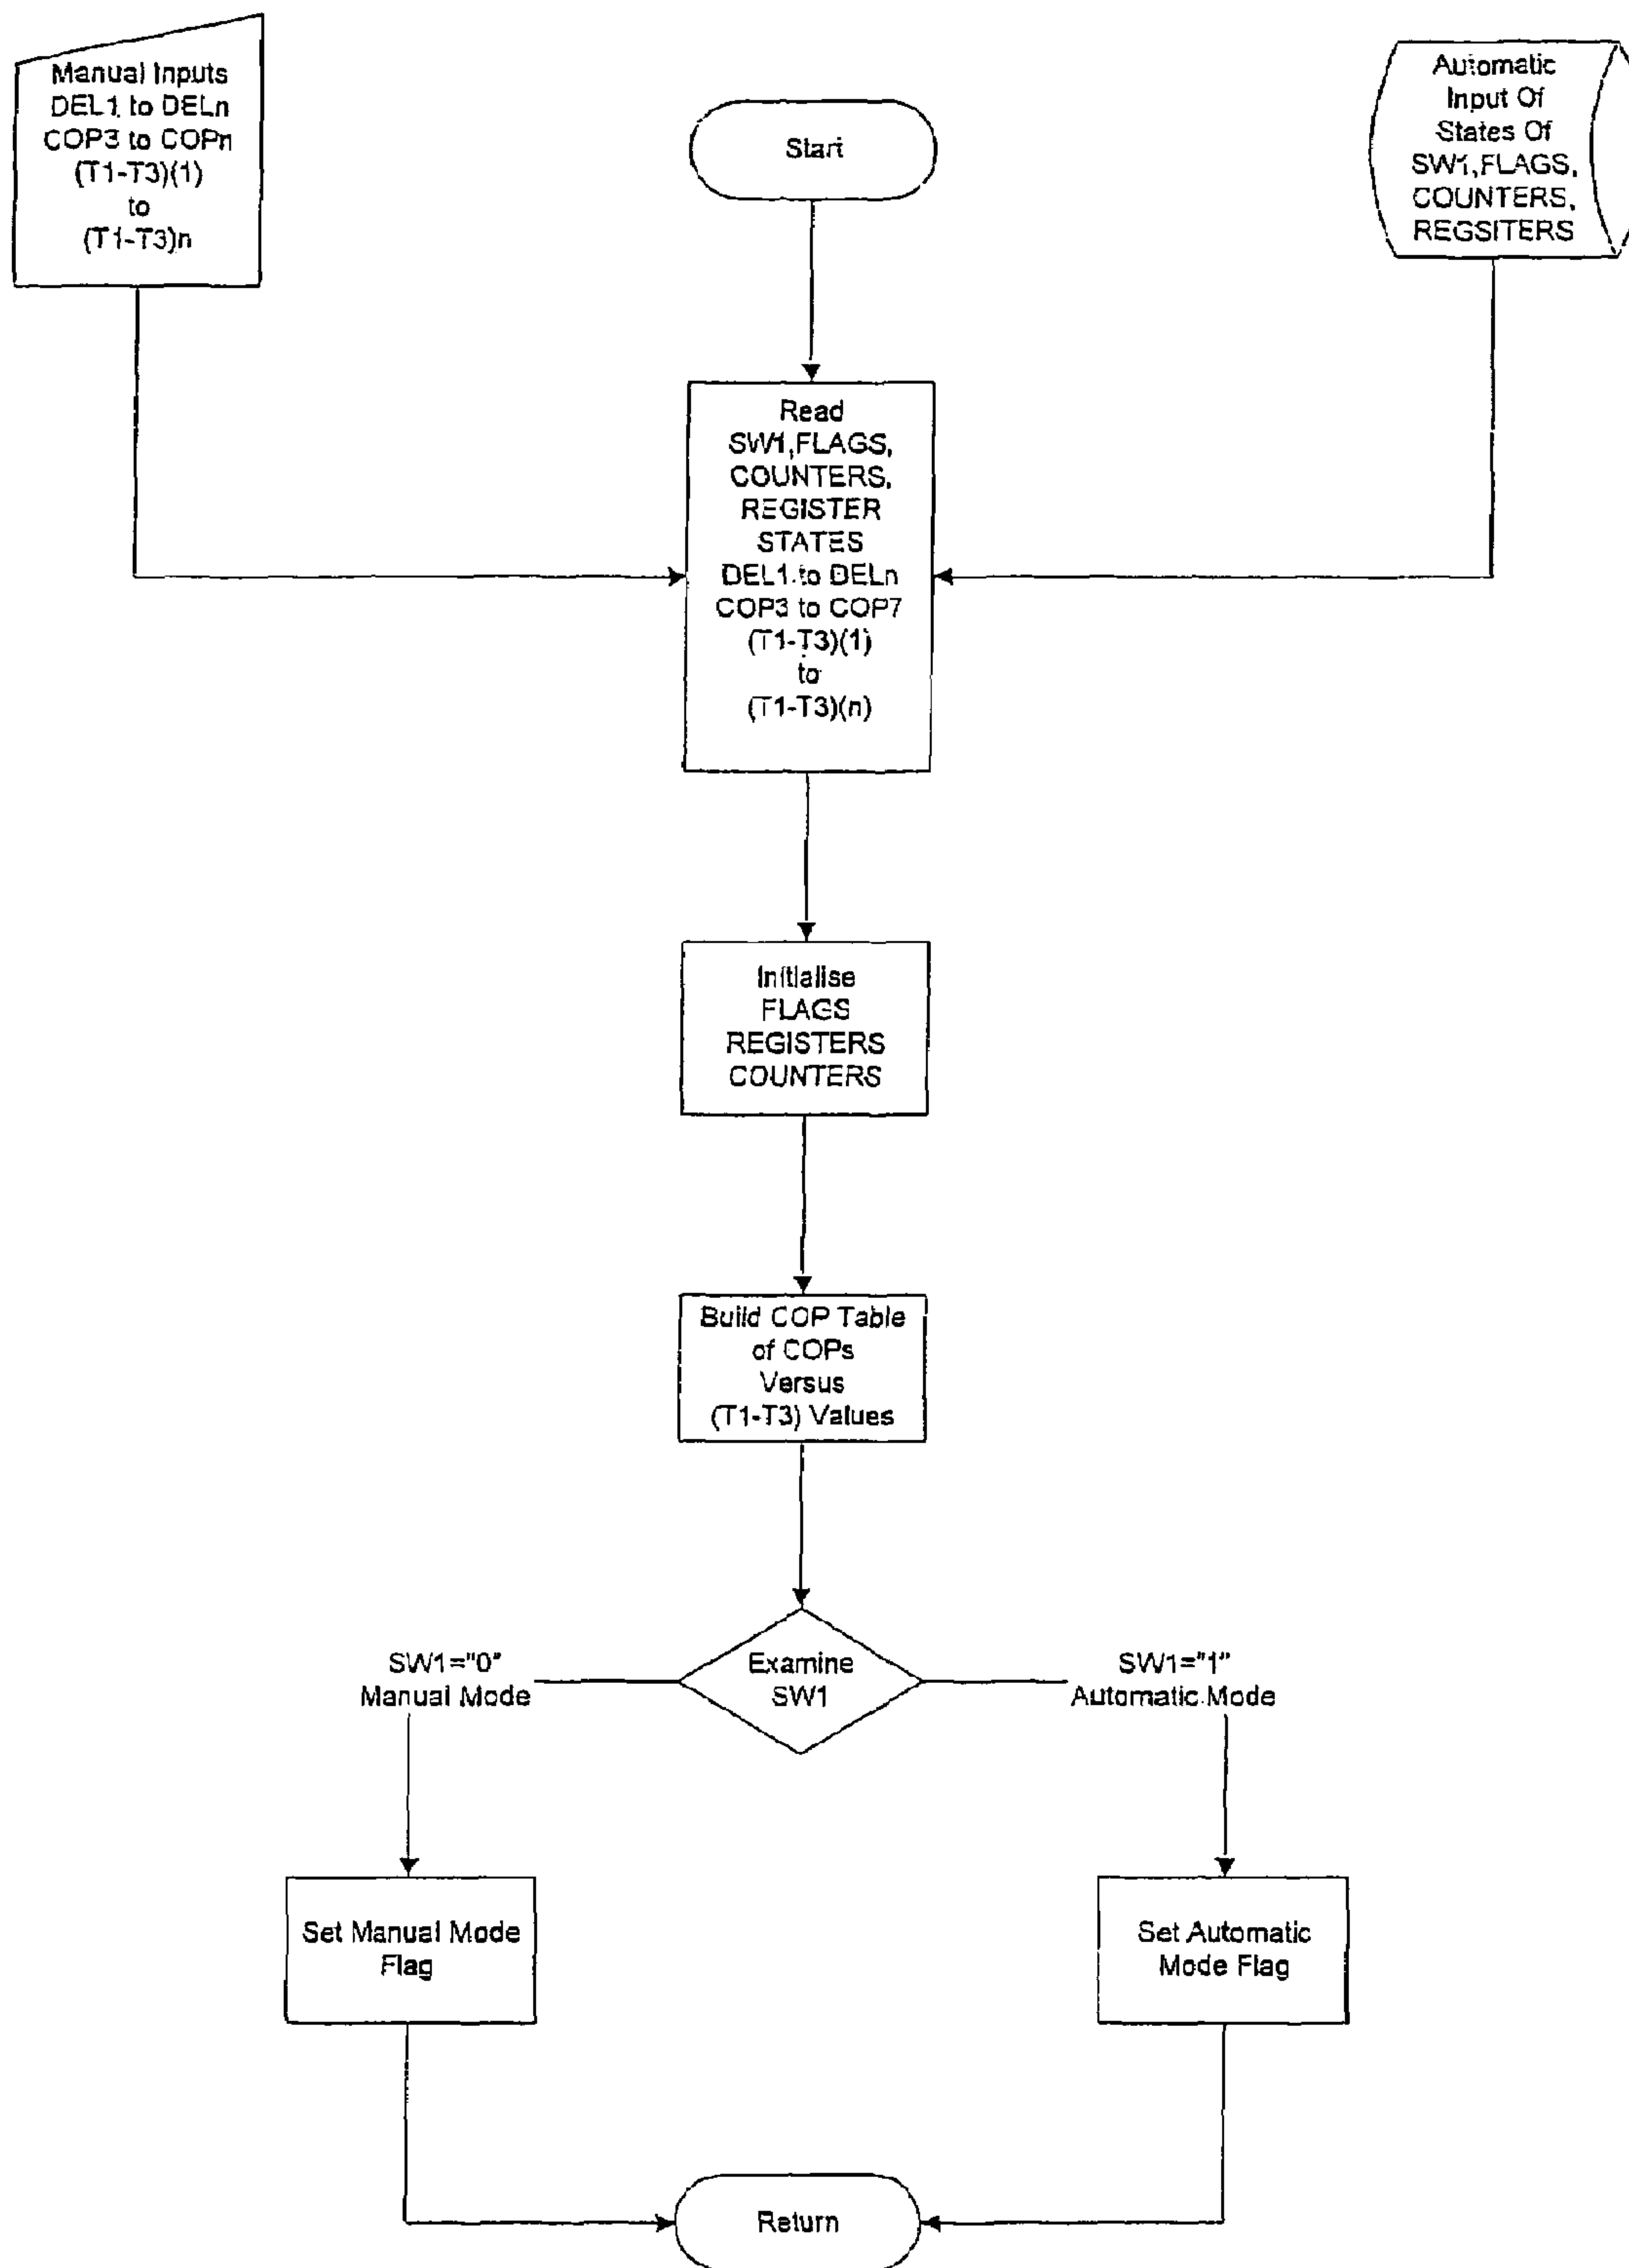 Manual Inputs
DEL1 to DELn
COP3 to COPn
(T1-T3)(1)
to
(T1-T3)n
Start
Automatic
Input Of
States Of
SW1,FLAGS,
COUNTERS,
REGSITERS
Read
SW1,FLAGS,
COUNTERS,
REGISTER
STATES
DEL1 to DELn
COP3 to COP7
(T1-T3)(1)
to
(T1-T3)(n)
Initialise
FLAGS
REGISTERS
COUNTERS
Build COP Table
of COPs
Versus
(T1-T3) Values
Examine
SW1
SW1="0"
Manual Mode
SW1="1"
Automatic Mode
Set Manual Mode
Flag
Set Automatic
Mode Flag
Return